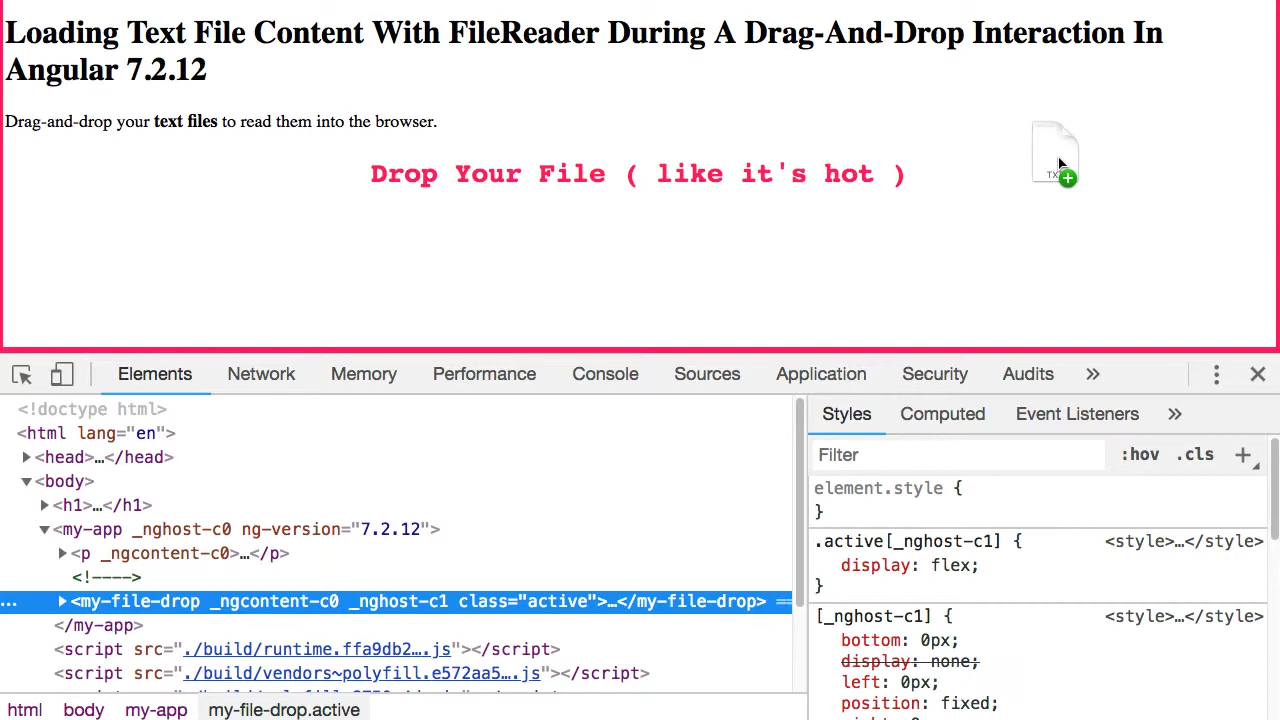 Loading Text File Content With FileReader During A Drag-And-Drop Interaction In
Angular 7.2.12
Drag-and-drop your text files to read them into the browser.
Drop Your File ( like it's hot )
Elements Network Memory Performance Console Sources Application Security Audits »
<!doctype html>
<html lang="en">
▶<head>…</head>
▼<body>
▶<h1>…</h1>
▼<my-app _nghost-c0 ng-version="7.2.12">
▶<p _ngcontent-c0>…</p>
<!---->
… ▶<my-file-drop _ngcontent-c0 _nghost-c1 class="active">…</my-file-drop> ==
</my-app>
<script src="./build/runtime.ffa9db2….js"></script>
<script src="./build/vendors~polyfill.e572aa5….js"></script>
html body my-app my-file-drop.active
Styles Computed Event Listeners »
Filter :hov .cls +
element.style {
}
.active[_nghost-c1] { <style>…</style>
display: flex;
}
[_nghost-c1] { <style>…</style>
bottom: 0px;
display: none;
left: 0px;
position: fixed;